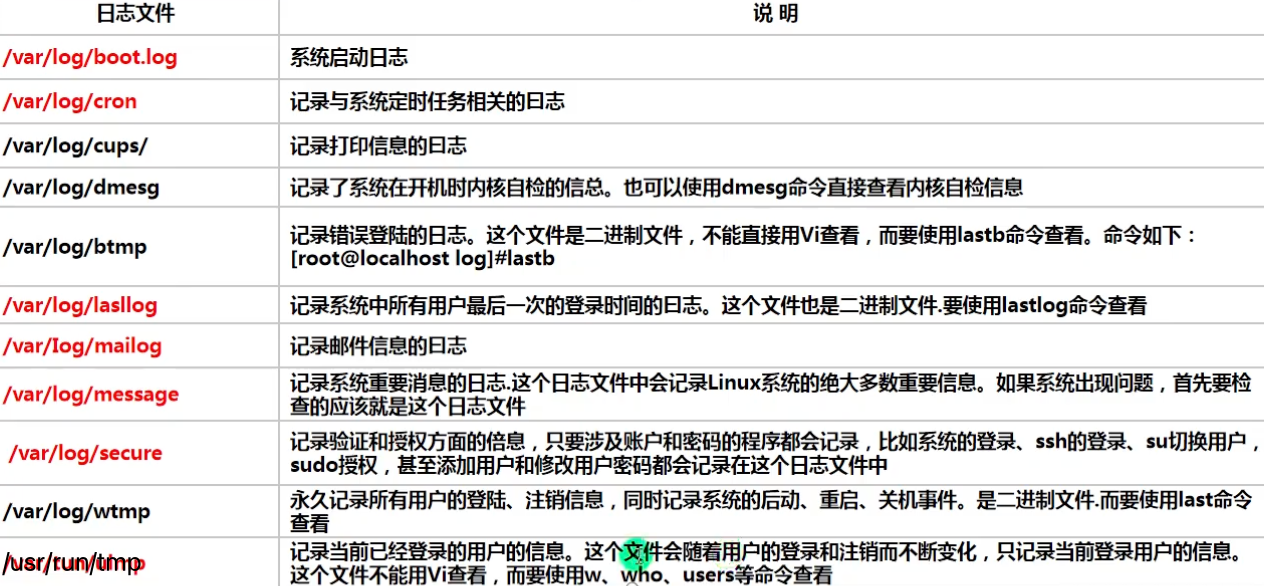 日志文件
说 明
/var/log/boot.log
系统启动日志
/var/log/cron
记录与系统定时任务相关的曰志
/var/log/cups/
记录打印信息的曰志
/var/log/dmesg
记录了系统在开机时内核自检的信总。也可以使用dmesg命令直接查看内核自检信息
/var/log/btmp
记录错误登陆的日志。这个文件是二进制文件，不能直接用Vi查看，而要使用lastb命令查看。命令如下：
[root@localhost log]#lastb
/var/log/lasllog
记录系统中所有用户最后一次的登录时间的曰志。这个文件也是二进制文件.要使用lastlog命令查看
/var/Iog/mailog
记录邮件信息的曰志
/var/log/message
记录系统重要消息的日志.这个日志文件中会记录Linux系统的绝大多数重要信息。如果系统出现问题，首先要检
查的应该就是这个日志文件
/var/log/secure
记录验证和授权方面的倍息，只要涉及账户和密码的程序都会记录，比如系统的登录、ssh的登录、su切换用户，
sudo授权，甚至添加用户和修改用户密码都会记录在这个日志文件中
/var/log/wtmp
永久记录所有用户的登陆、注销信息，同时记录系统的后动、重启、关机事件。是二进制文件.而要使用last命令
查看
/usr/run/
记录当前已经登录的用户的信息。这个文件会随着用户的登录和注销而不断变化，只记录当前登录用户的信息。
这个文件不能用Vi查看，而要使用w、who、users等命令查看